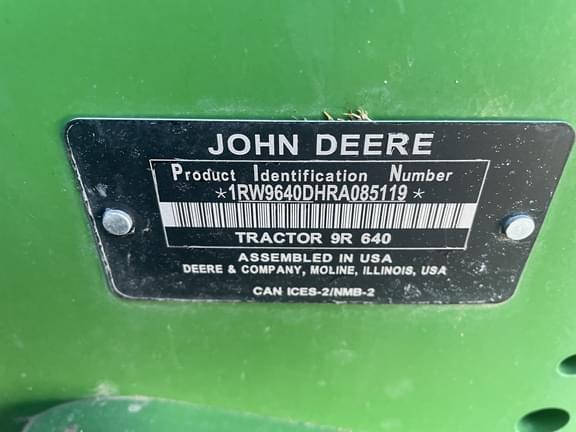 JOHN DEERE
Product Identification Number
*1RW9640DHRA085119*
TRACTOR 9R 640
ASSEMBLED IN USA
DEERE & COMPANY, MOLINE, ILLINOIS, USA
CAN ICES-2/NMB-2